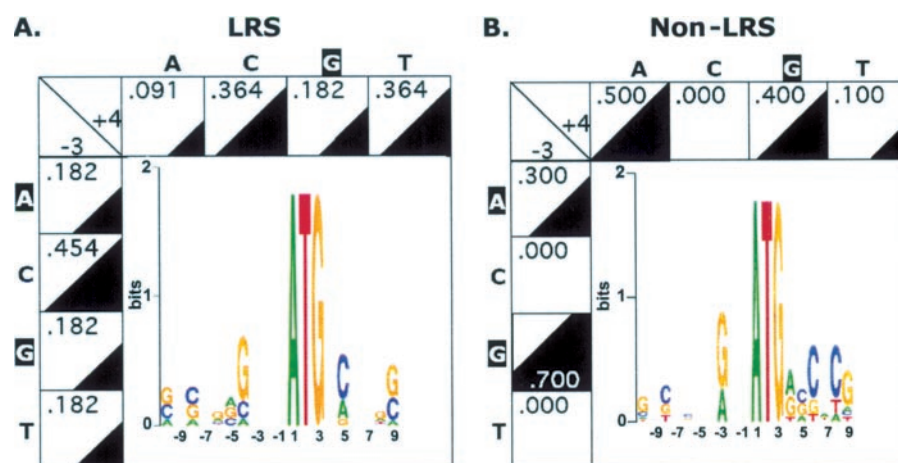 A. LRS
A C G T
+4
-3
.091 .364 .182 .364
A .182
C .454
G .182
T .182
2
1
0
bits
G C A
C G A
A G C
G C
A T G
C A
G C A
-9 -7 -5 -3 -1 1 3 5 7 9
B. Non-LRS
A C G T
+4
-3
.500 .000 .400 .100
A .300
C .000
G .700
T .000
2
1
0
bits
G
C G T
G A
A T G
A G
C G T
C G T
C T G
G
-9 -7 -5 -3 -1 1 3 5 7 9